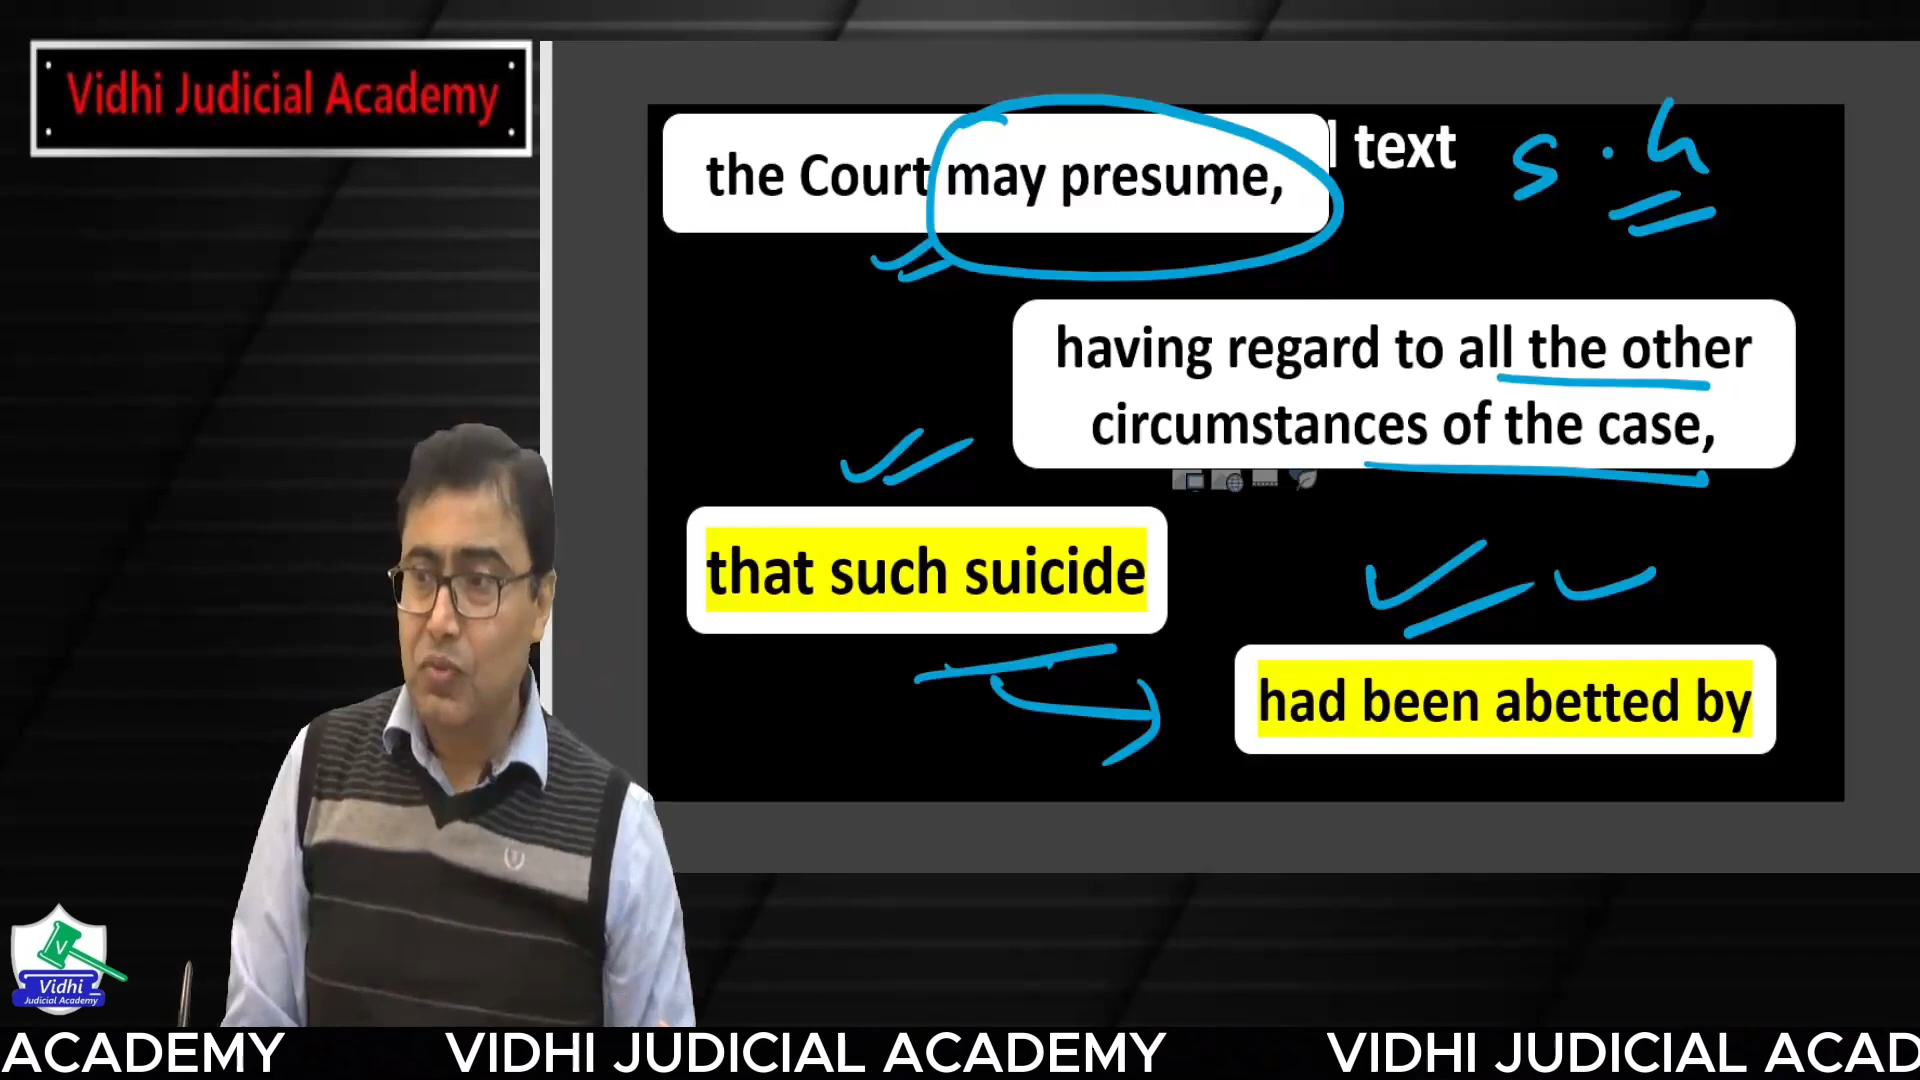 Vidhi Judicial Academy
the Court may presume,
text
s.h
having regard to all the other
circumstances of the case,
that such suicide
had been abetted by
V
Vidhi
Judicial Academy
ACADEMY VIDHI JUDICIAL ACADEMY VIDHI JUDICIAL ACAD